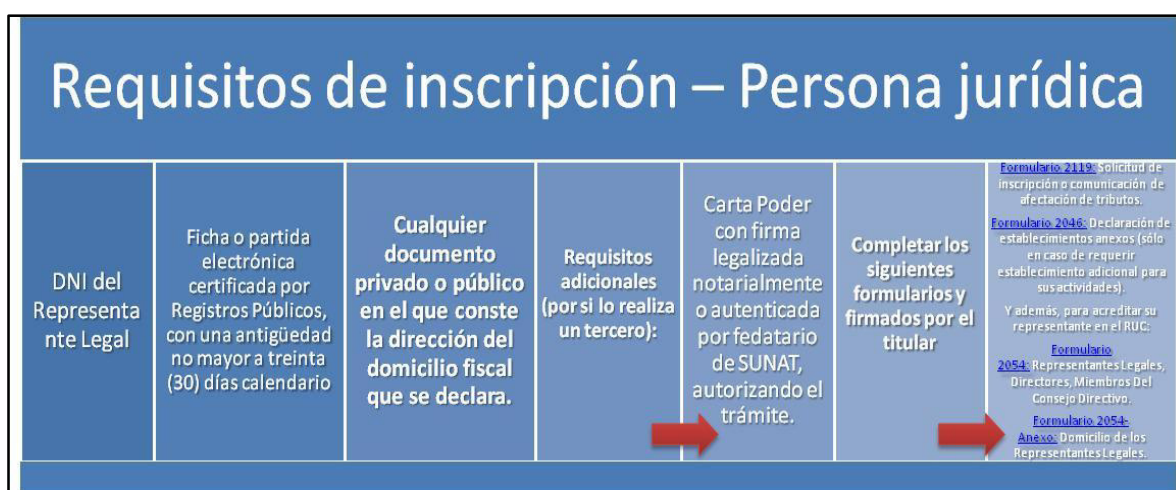 Requisitos de inscripción – Persona jurídica
DNI del
Representa
nte Legal
Ficha o partida
electrónica
certificada por
Registros Públicos,
con una antigüedad
no mayor a treinta
(30) días calendario
Cualquier
documento
privado o público
en el que conste
la dirección del
domicilio fiscal
que se declara.
Requisitos
adicionales
(por si lo realiza
un tercero):
Carta Poder
con firma
legalizada
notarialmente
o autenticada
por fedatario
de SUNAT,
autorizando el
trámite.
Completar los
siguientes
formularios y
firmados por el
titular
Formulario 2119: Solicitud de
inscripción o comunicación de
afectación de tributos.
Formulario 2046: Declaración de
establecimientos anexos (sólo
en caso de requerir
establecimiento adicional para
sus actividades).
Y además, para acreditar su
representante en el RUC:
Formulario
2054: Representantes Legales,
Directores, Miembros Del
Consejo Directivo.
Formulario 2054-
Anexo: Domicilio de los
Representantes Legales.